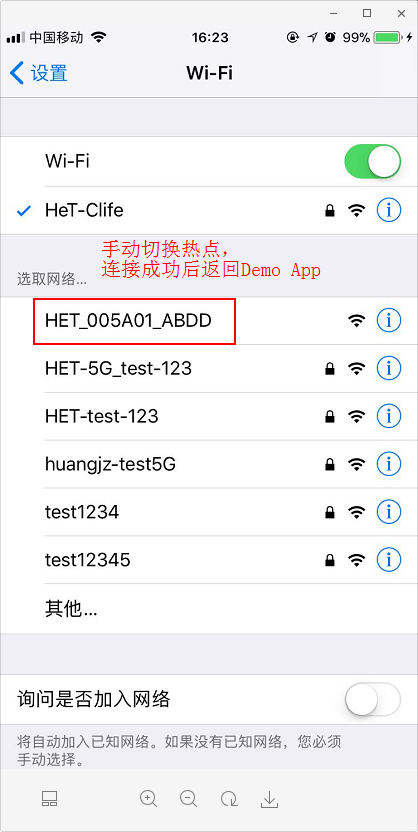 中国移动 16:23 99%
设置 Wi-Fi
Wi-Fi
HeT-Clife
手动切换热点，
连接成功后返回Demo App
选取网络...
HET_005A01_ABDD
HET-5G_test-123
HET-test-123
huangjz-test5G
test1234
test12345
其他...
询问是否加入网络
将自动加入已知网络。如果没有已知网络，您必须
手动选择。